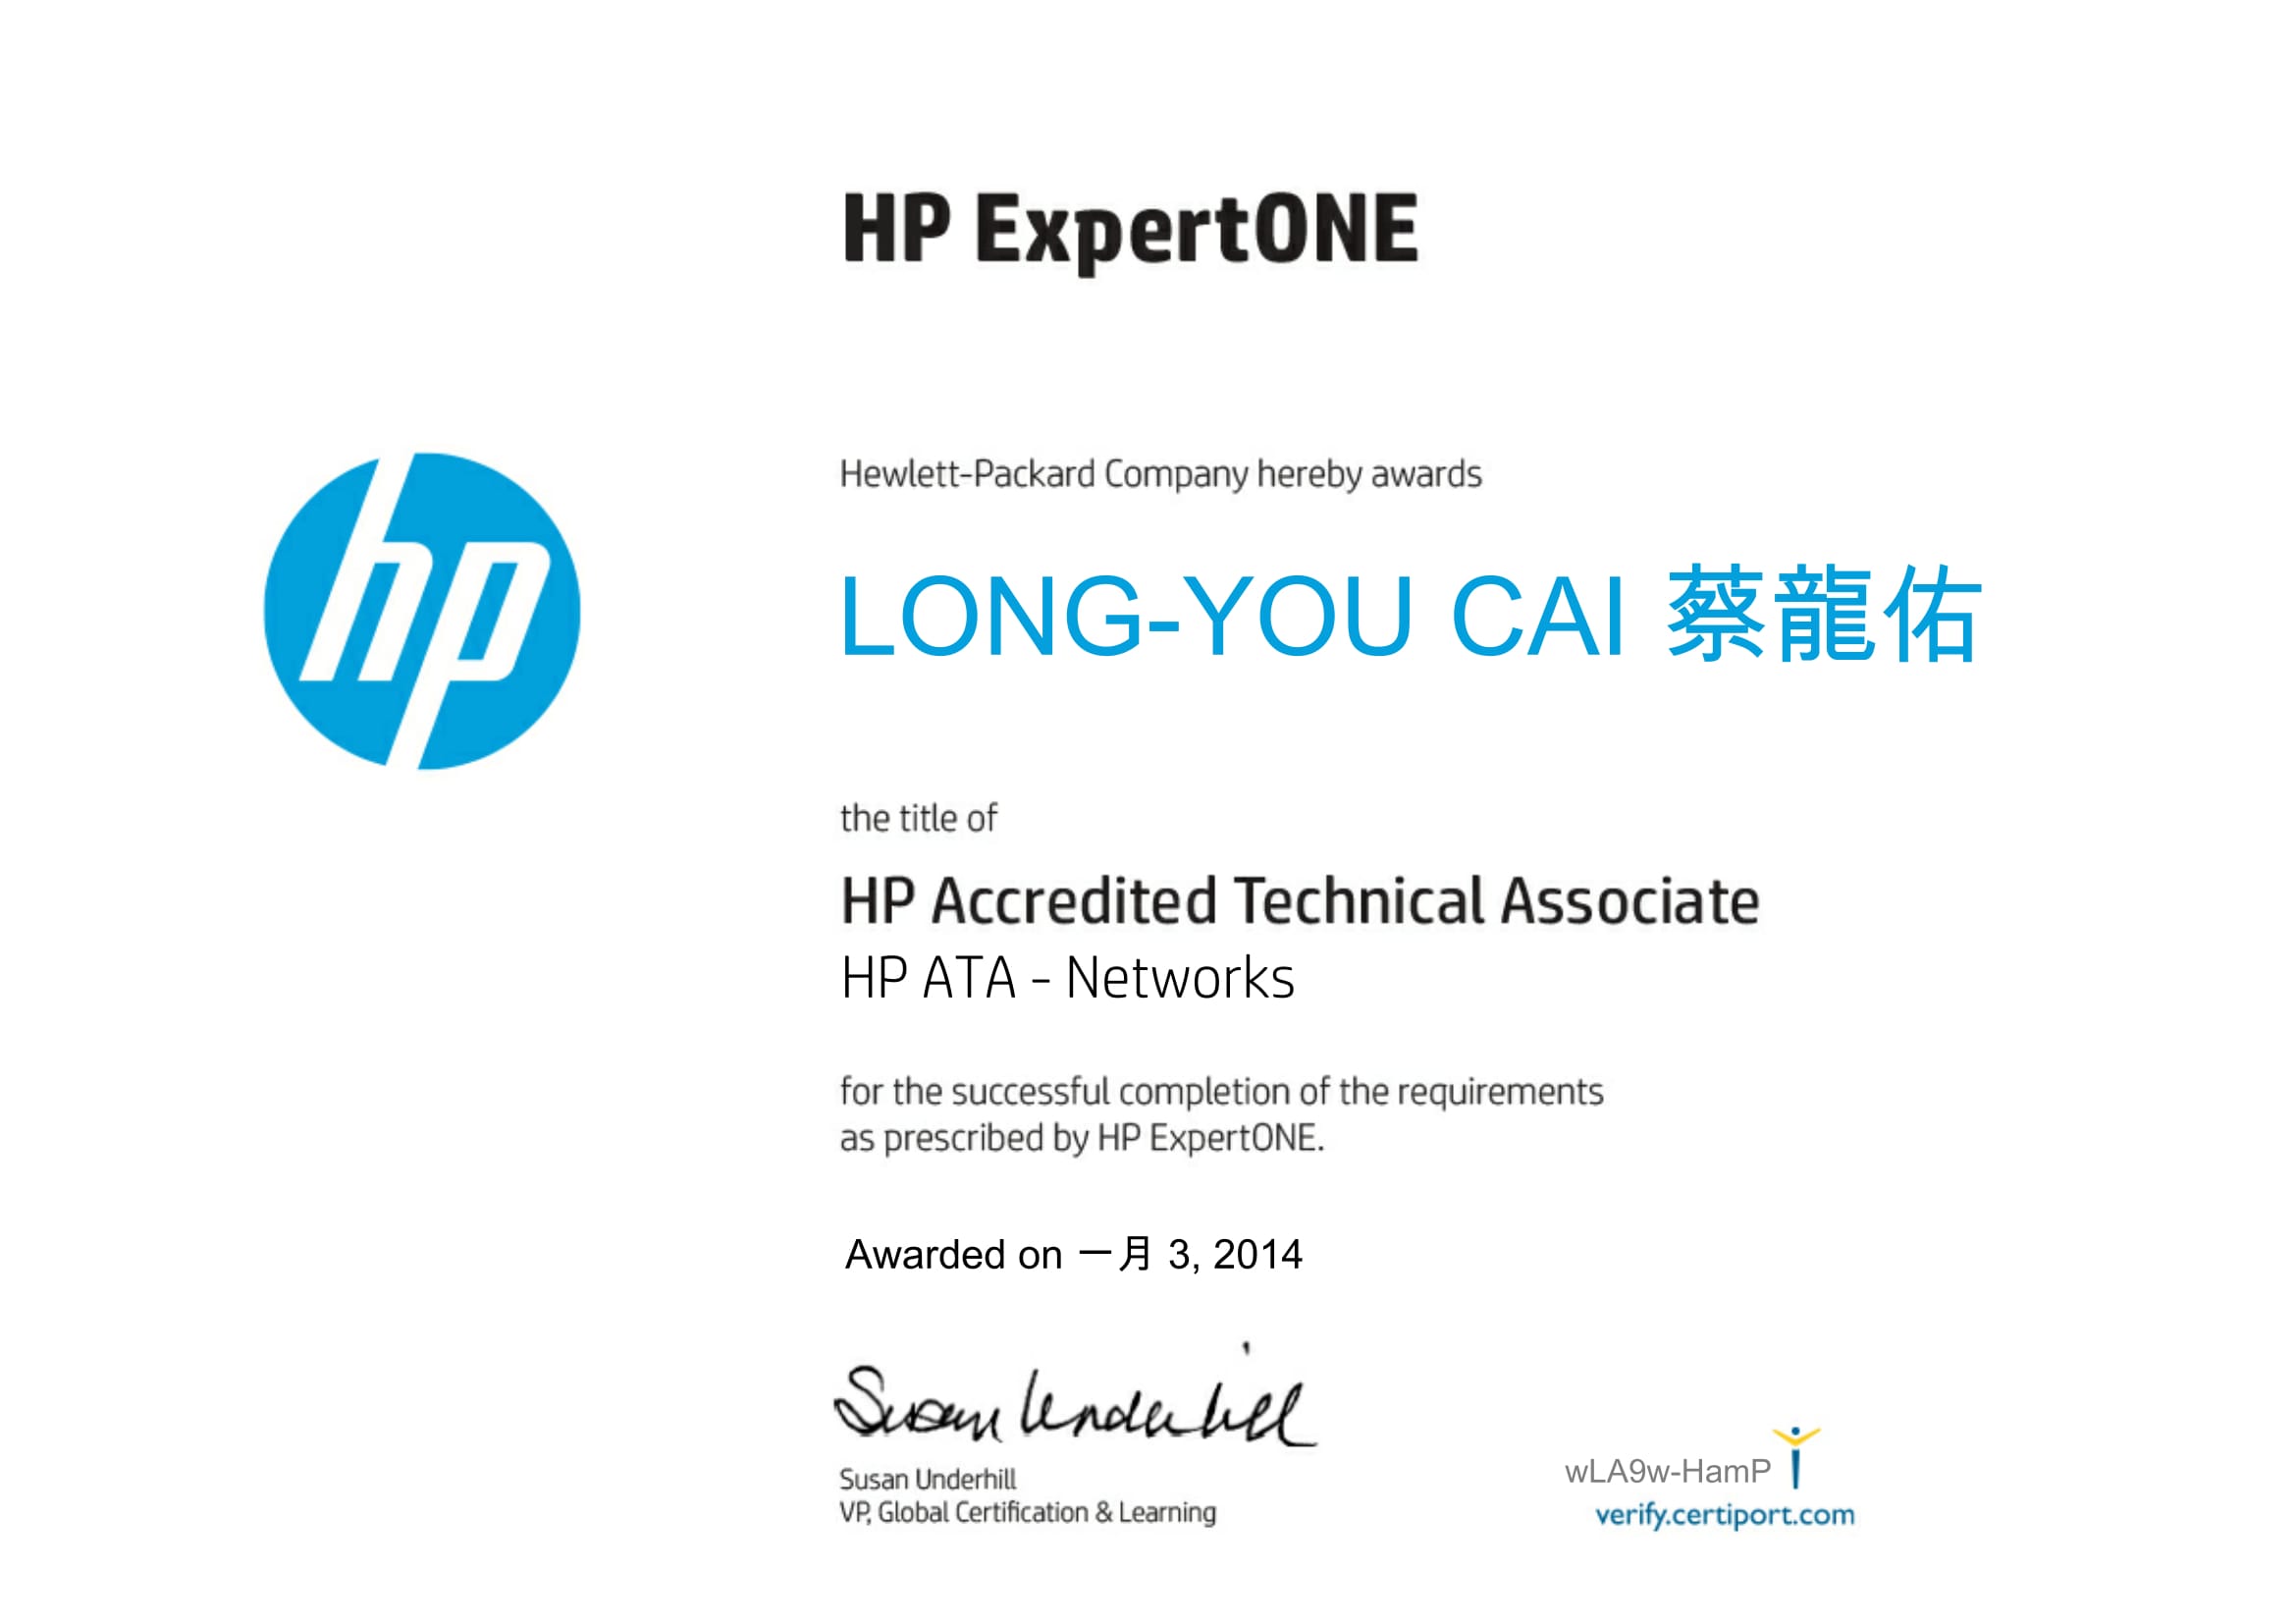 HP ExpertONE
hp
Hewlett-Packard Company hereby awards
LONG-YOU CAI 蔡龍佑
the title of
HP Accredited Technical Associate
HP ATA - Networks
for the successful completion of the requirements
as prescribed by HP ExpertONE.
Awarded on 一月 3, 2014
Susan Underhill
Susan Underhill
VP, Global Certification & Learning
wLA9w-HamP
verify.certiport.com